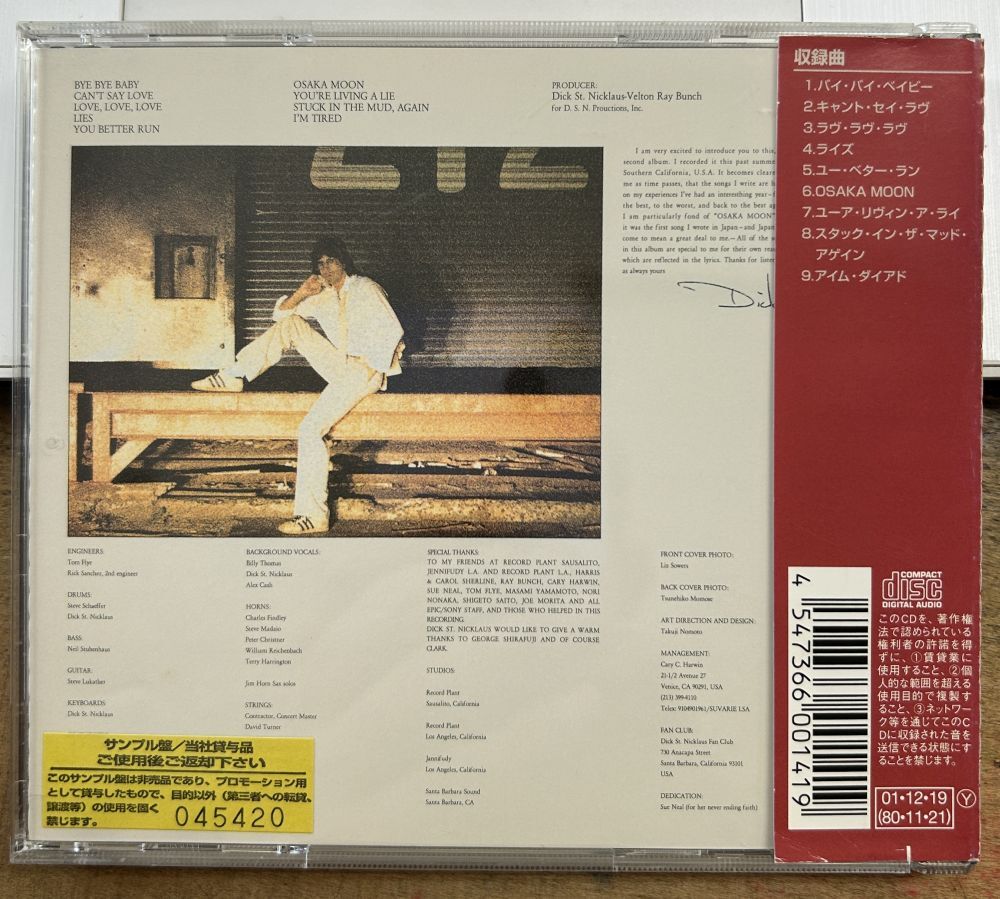 BYE BYE BABY
CAN'T SAY LOVE
LOVE, LOVE, LOVE
LIES
YOU BETTER RUN
OSAKA MOON
YOU'RE LIVING A LIE
STUCK IN THE MUD, AGAIN
I'M TIRED
PRODUCER:
Dick St. Nicklaus-Velton Ray Bunch
for D. S. N. Prouctions, Inc.
I am very excited to introduce you to this,
second album. I recorded it this past summe
Southern California, U.S.A. It becomes cleare
me as time passes, that the songs I write are
on my experiences I've had an interesthing year-
the best, to the worst, and back to the best ag
I am particularly fond of "OSAKA MOON"
it was the first song I wrote in Japan-and Japan
come to mean a great deal to me.-All of the
in this album are special to me for their own
which are reflected in the lyrics. Thanks for
as always yours
Dick
収録曲
1.バイ・バイ・ベイビー
2.キャント・セイ・ラヴ
3.ラヴ・ラヴ・ラヴ
4.ライズ
5.ユー・ベター・ラン
6.OSAKA MOON
7.ユーア・リヴィン・ア・ライ
8.スタック・イン・ザ・マッド・
アゲイン
9.アイム・ダイアド
ENGINEERS:
Tom Flye
Rick Sanchez, 2nd engineer
DRUMS:
Steve Schaeffer
Dick St. Nicklaus
BASS:
Neil Stubenhaus
GUITAR:
Steve Lukather
KEYBOARDS
Dick St. Nicklaus
BACKGROUND VOCALS:
Billy Thomas
Dick St. Nicklaus
Alex Cash
HORNS:
Charles Findley
Steve Madaio
Peter Christner
William Reichenbach
Terry Harrington
Jim Horn Sax solos
STRINGS:
Contractor, Concert Master
David Turner
SPECIAL THANKS:
TO MY FRIENDS AT RECORD PLANT SAUSALITO,
JENNIFUDY L.A. AND RECORD PLANT L.A., HARRIS
& CAROL SHERLINE, RAY BUNCH, CARY HARWIN,
SUE NEAL, TOM FLYE, MASAMI YAMAMOTO, NORI
NONAKA, SHIGETO SAITO, JOE MORITA AND ALL
EPIC/SONY STAFF, AND THOSE WHO HELPED IN THIS
RECORDING.
DICK ST. NICKLAUS WOULD LIKE TO GIVE A WARM
THANKS TO GEORGE SHIRAFUJI AND OF COURSE
CLARK.
STUDIOS:
Record Plant
Sausalito, California
Record Plant
Los Angeles, California
Jannifudy
Los Angeles, California
Santa Barbara Sound
Santa Barbara, CA
FRONT COVER PHOTO:
Liz Sowers
BACK COVER PHOTO:
Tsunehiko Momose
ART DIRECTION AND DESIGN:
Takuji Nomoto
MANAGEMENT:
Cary C. Harwin
21-1/2 Avenue 27
Venice, CA 90291, USA
(213) 399-4110
Telex: 9104901961/SUVARIE LSA
FAN CLUB:
Dick St. Nicklaus Fan Club
730 Anacapa Street
Santa Barbara, California 93101
USA
DEDICATION:
Sue Neal (for her never ending faith)
サンプル盤/当社貸与品
ご使用後ご返却下さい
このサンプル盤は非売品であり、プロモーション用
として貸与したもので、目的以外(第三者への転貸、
譲渡等)の使用を固く
禁じます。
045420
4 547366 001419
COMPACT
disc
DIGITAL AUDIO
このCDを、著作権
法で認められている
権利者の許諾を得
ずに、①賃貸業に
使用すること、②個
人的な範囲を超える
使用目的で複製す
ること、③ネットワー
ク等を通じてこのC
Dに収録された音を
送信できる状態にす
ることを禁じます。
01・12・19
(80・11・21)
Y